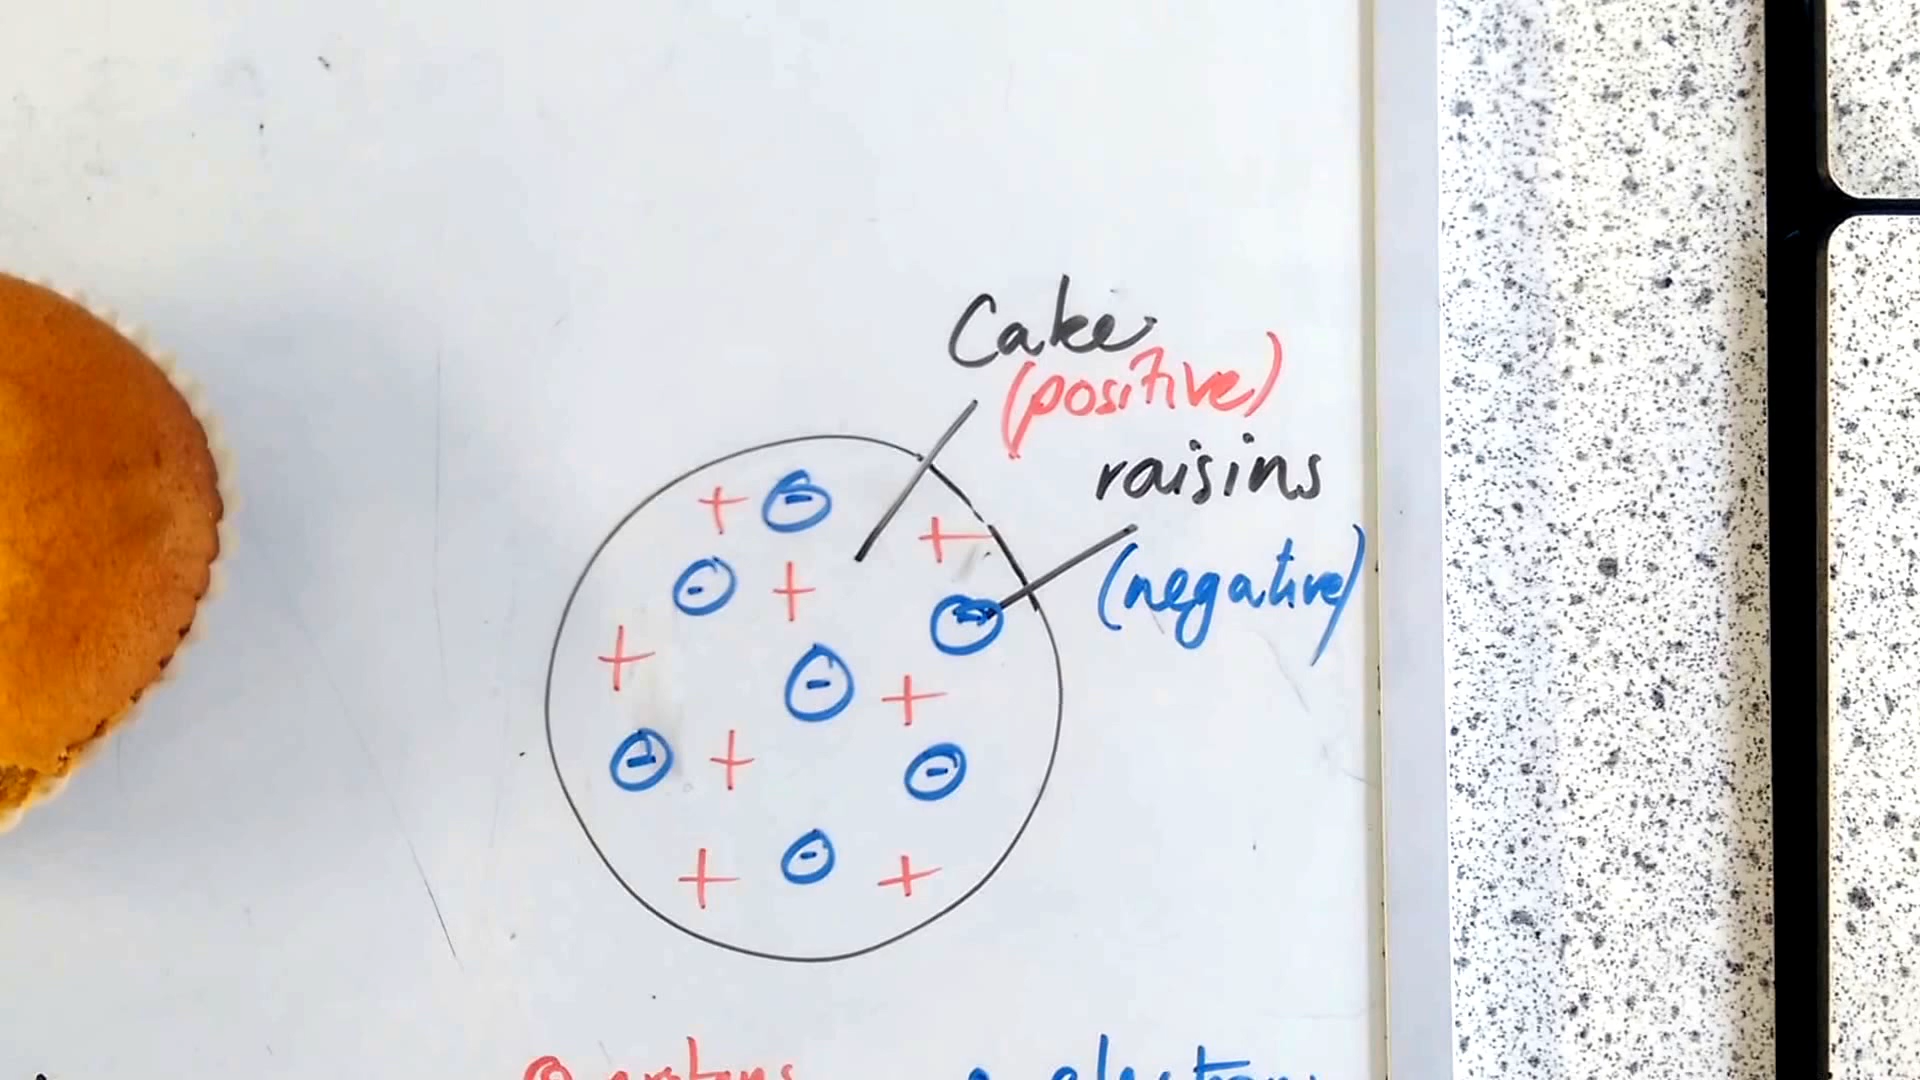 Cake
(positive)
raisins
(negative)
+ -
+
- +
-
+
- +
- + -
-
+ +